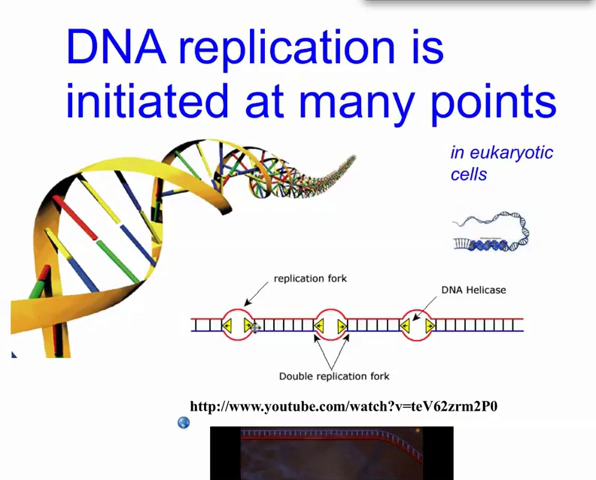 DNA replication is
initiated at many points
in eukaryotic
cells
replication fork
DNA Helicase
Double replication fork
http://www.youtube.com/watch?v=teV62zrm2P0